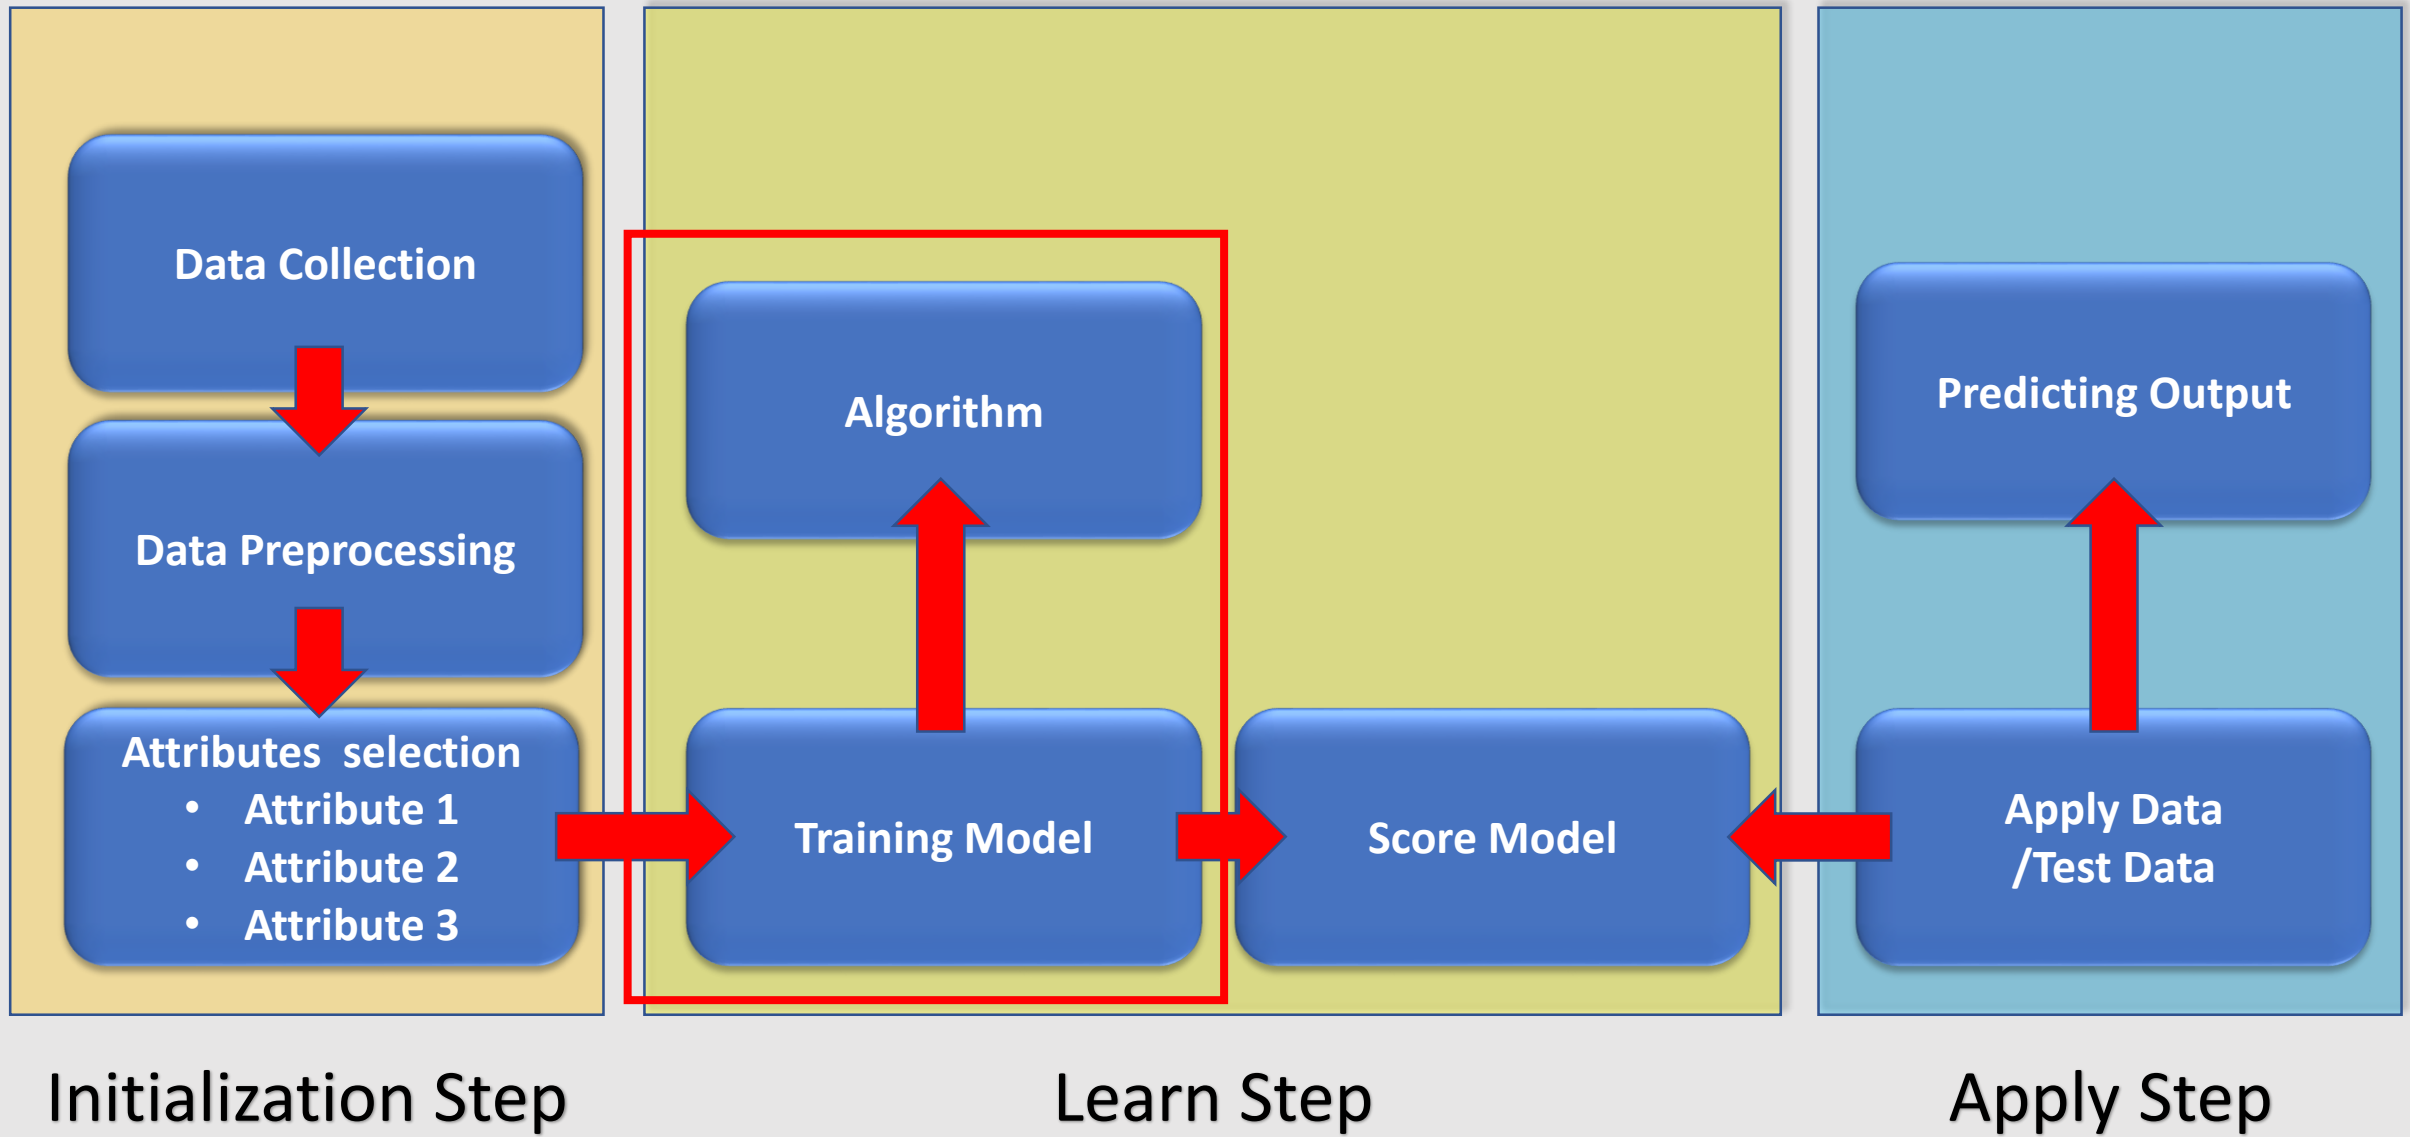 Data Collection
Data Preprocessing
Attributes  selection
• Attribute 1
• Attribute 2
• Attribute 3
Algorithm
Training Model
Score Model
Predicting Output
Apply Data
/Test Data
Initialization Step
Learn Step
Apply Step